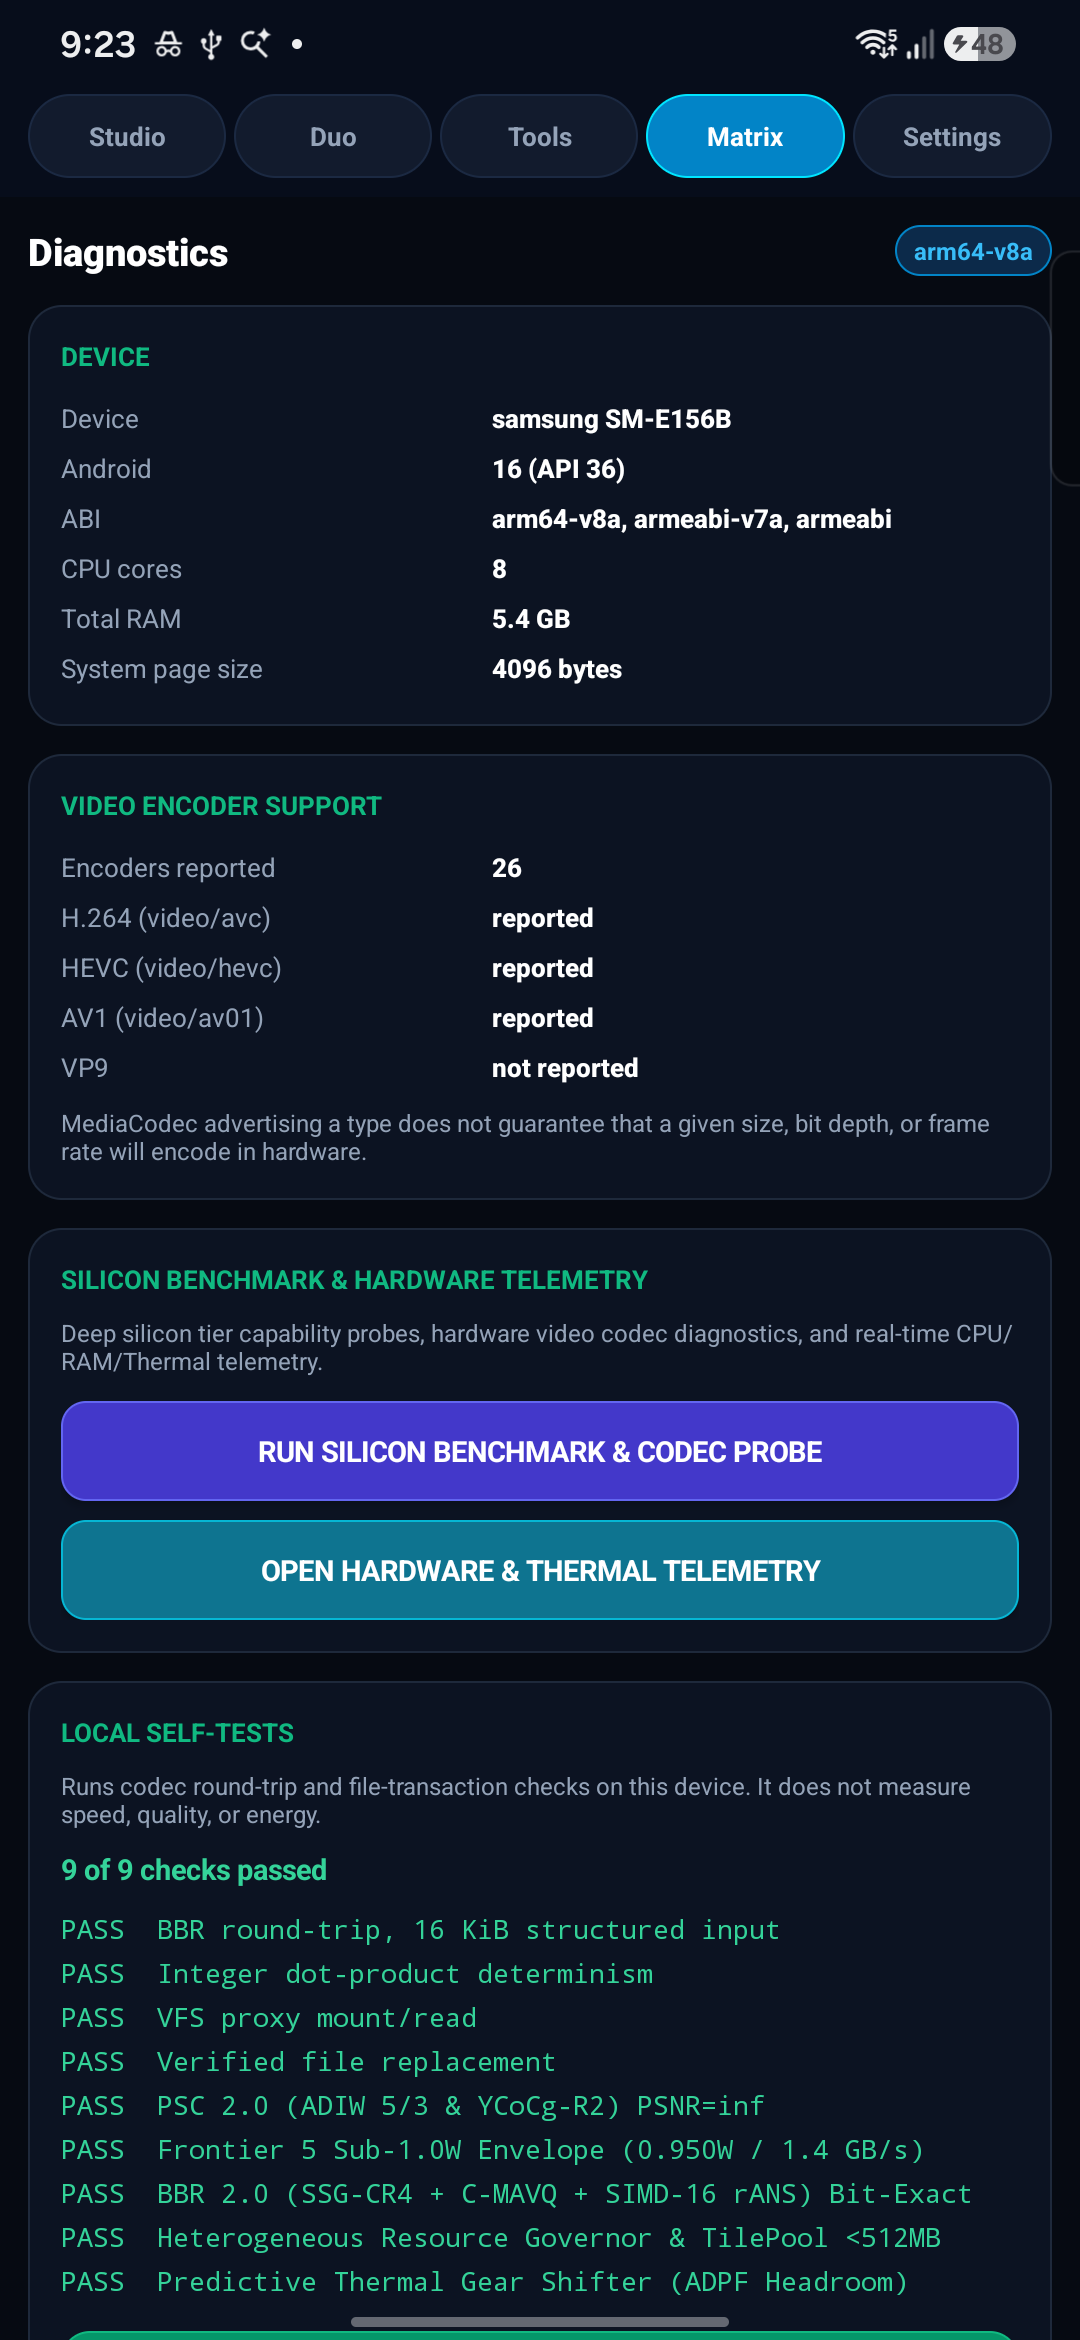 9:23
5
48
Studio
Duo
Tools
Matrix
Settings
Diagnostics
arm64-v8a
DEVICE
Device samsung SM-E156B
Android 16 (API 36)
ABI arm64-v8a, armeabi-v7a, armeabi
CPU cores 8
Total RAM 5.4 GB
System page size 4096 bytes
VIDEO ENCODER SUPPORT
Encoders reported 26
H.264 (video/avc) reported
HEVC (video/hevc) reported
AV1 (video/av01) reported
VP9 not reported
MediaCodec advertising a type does not guarantee that a given size, bit depth, or frame
rate will encode in hardware.
SILICON BENCHMARK & HARDWARE TELEMETRY
Deep silicon tier capability probes, hardware video codec diagnostics, and real-time CPU/
RAM/Thermal telemetry.
RUN SILICON BENCHMARK & CODEC PROBE
OPEN HARDWARE & THERMAL TELEMETRY
LOCAL SELF-TESTS
Runs codec round-trip and file-transaction checks on this device. It does not measure
speed, quality, or energy.
9 of 9 checks passed
PASS BBR round-trip, 16 KiB structured input
PASS Integer dot-product determinism
PASS VFS proxy mount/read
PASS Verified file replacement
PASS PSC 2.0 (ADIW 5/3 & YCoCg-R2) PSNR=inf
PASS Frontier 5 Sub-1.0W Envelope (0.950W / 1.4 GB/s)
PASS BBR 2.0 (SSG-CR4 + C-MAVQ + SIMD-16 rANS) Bit-Exact
PASS Heterogeneous Resource Governor & TilePool <512MB
PASS Predictive Thermal Gear Shifter (ADPF Headroom)